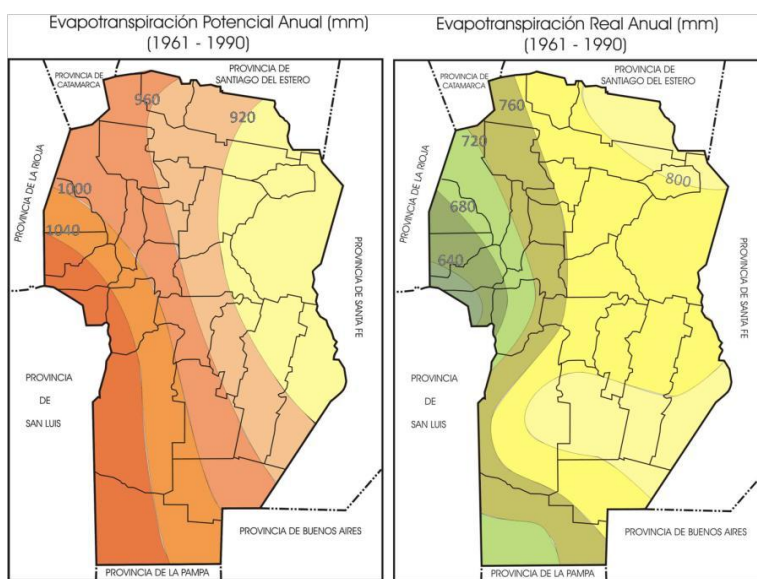 Evapotranspiración Potencial Anual (mm)
(1961 - 1990)
PROVINCIA DE
CATAMARCA
PROVINCIA DE
SANTIAGO DEL ESTERO
960
920
PROVINCIA DE LA RIOJA
1000
1040
PROVINCIA DE SANTA FE
PROVINCIA
DE
SAN LUIS
PROVINCIA DE BUENOS AIRES
PROVINCIA DE LA PAMPA
Evapotranspiración Real Anual (mm)
(1961 - 1990)
PROVINCIA DE
CATAMARCA
PROVINCIA DE
SANTIAGO DEL ESTERO
760
720
800
PROVINCIA DE LA RIOJA
680
640
PROVINCIA DE SANTA FE
PROVINCIA
DE
SAN LUIS
PROVINCIA DE BUENOS AIRES
PROVINCIA DE LA PAMPA